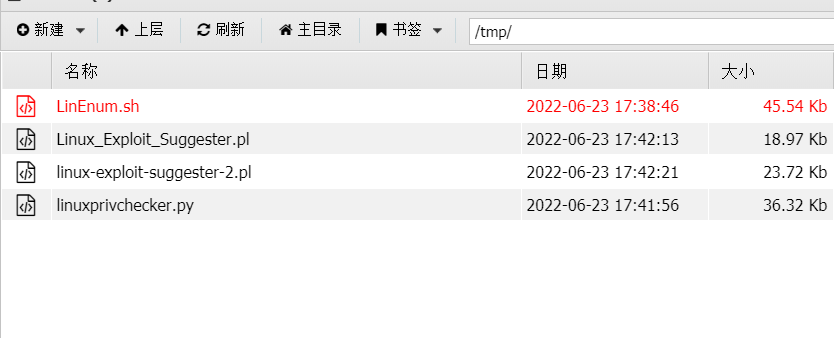 新建 上层 刷新 主目录 书签 /tmp/
名称 日期 大小
LinEnum.sh 2022-06-23 17:38:46 45.54 Kb
Linux_Exploit_Suggester.pl 2022-06-23 17:42:13 18.97 Kb
linux-exploit-suggester-2.pl 2022-06-23 17:42:21 23.72 Kb
linuxprivchecker.py 2022-06-23 17:41:56 36.32 Kb